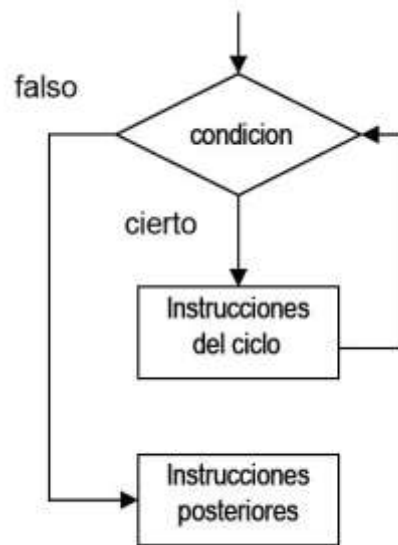 falso
condicion
cierto
Instrucciones
del ciclo
Instrucciones
posteriores